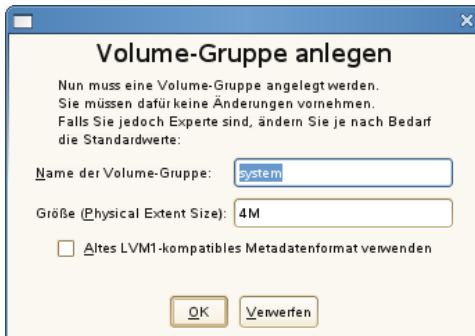 Volume-Gruppe anlegen
Nun muss eine Volume-Gruppe angelegt werden.
Sie müssen dafür keine Änderungen vornehmen.
Falls Sie jedoch Experte sind, ändern Sie je nach Bedarf
die Standardwerte:
Name der Volume-Gruppe: system
Größe (Physical Extent Size): 4M
Altes LVM1-kompatibles Metadatenformat verwenden
OK Verwerfen